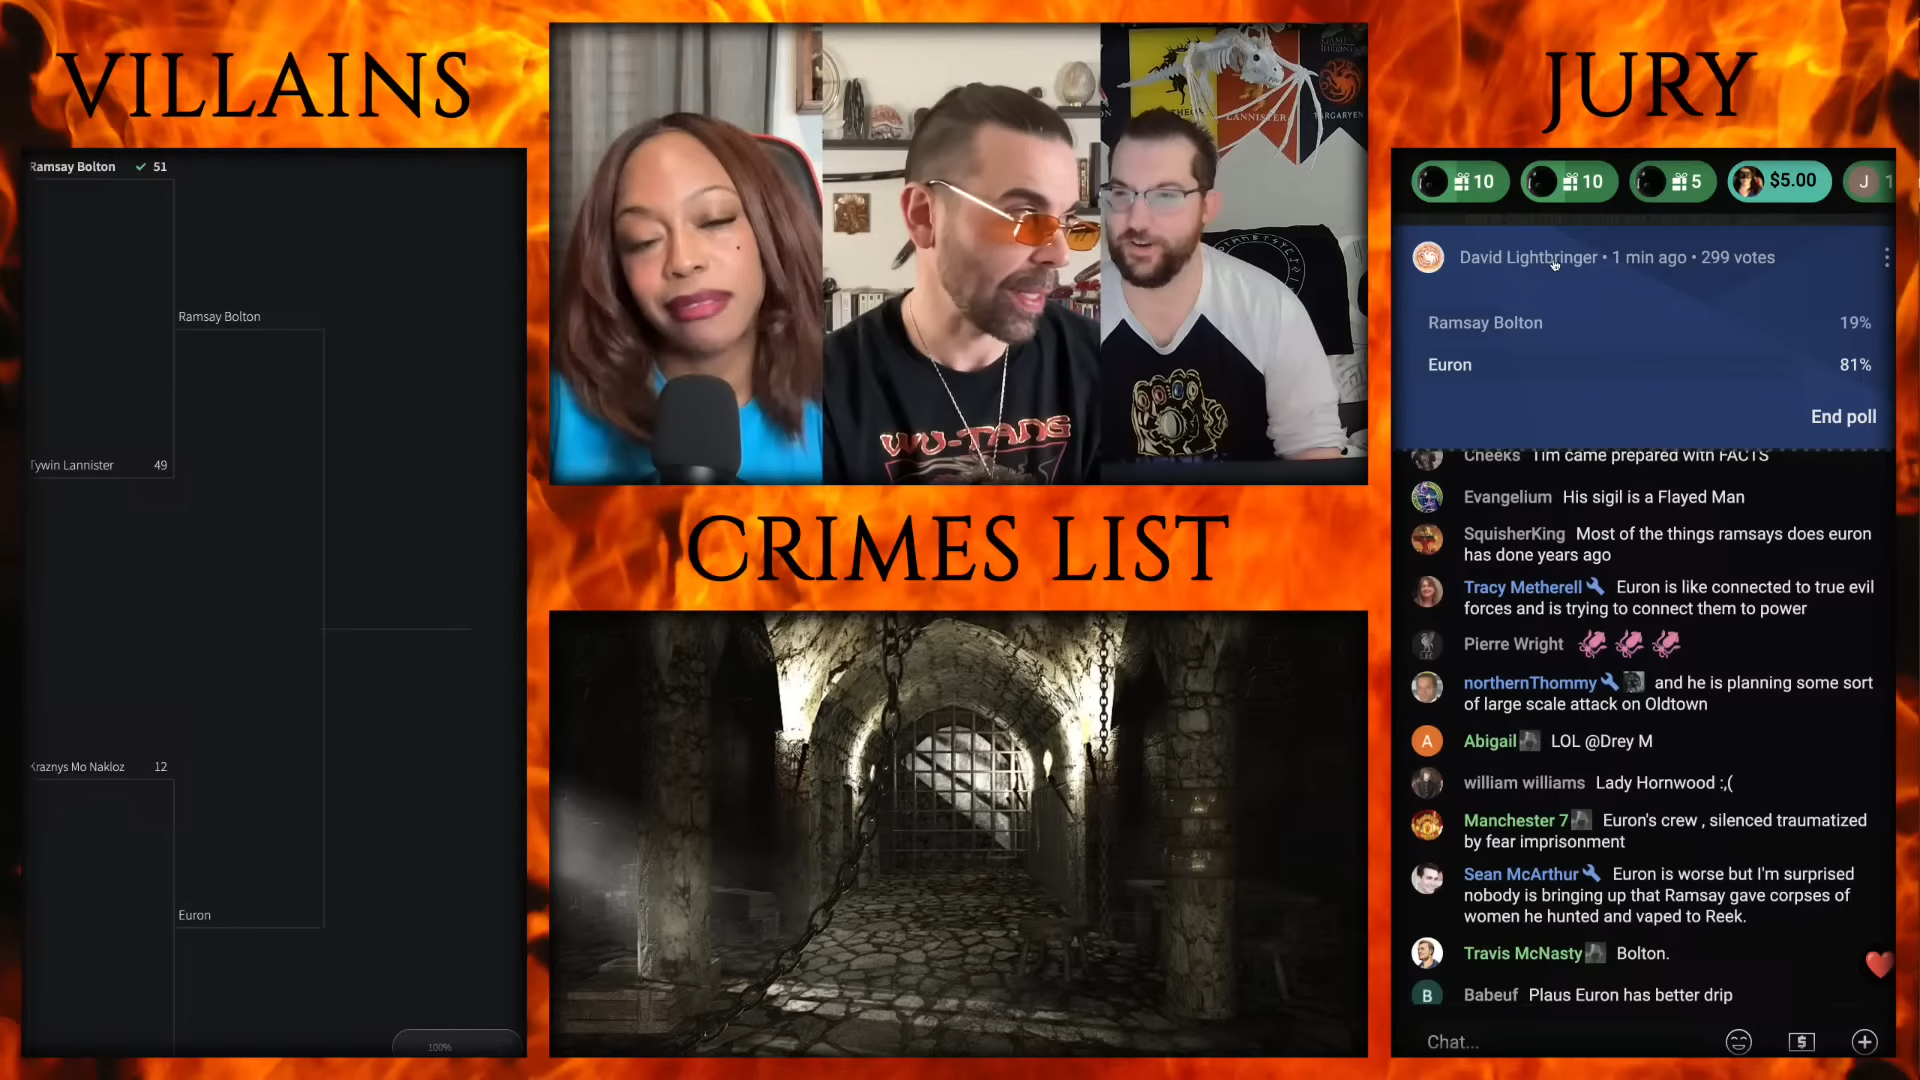 VILLAINS
Ramsay Bolton ✓ 51
Ramsay Bolton
Tywin Lannister 49
Kraznys Mo Nakloz 12
Euron
100%
GAME
THRONES
LANNISTER
TARGARYEN
WU-TANG
CRIMES LIST
JURY
10
10
5
$5.00
J 1
David Lightbringer • 1 min ago • 299 votes
Ramsay Bolton 19%
Euron 81%
End poll
Cheeks Tim came prepared with FACTS
Evangelium His sigil is a Flayed Man
SquisherKing Most of the things ramsays does euron
has done years ago
Tracy Metherell Euron is like connected to true evil
forces and is trying to connect them to power
Pierre Wright
northernThommy and he is planning some sort
of large scale attack on Oldtown
A
Abigail LOL @Drey M
william williams Lady Hornwood :,(
Manchester 7 Euron's crew , silenced traumatized
by fear imprisonment
Sean McArthur Euron is worse but I'm surprised
nobody is bringing up that Ramsay gave corpses of
women he hunted and vaped to Reek.
Travis McNasty Bolton.
B
Babeuf Plaus Euron has better drip
Chat...